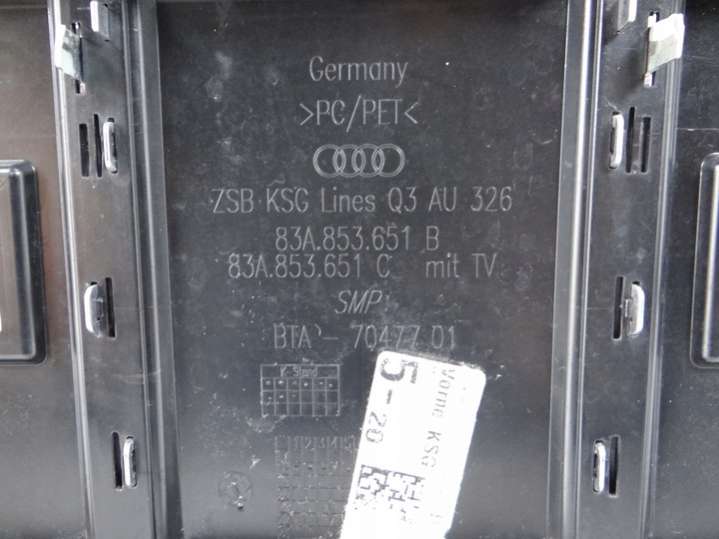 Germany
>PC/PET<
ZSB KSG Lines Q3 AU 326
83A.853.651 B
83A.853.651 C mit TV
SMP
BTA - 70477 01
K-Stand
5-20
Vorne KSG